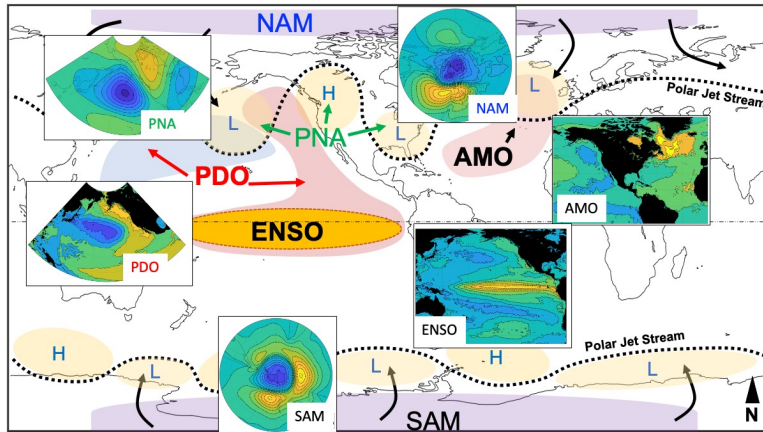 NAM
PNA
L
H
PNA
L
NAM
L
Polar Jet Stream
AMO
AMO
PDO
PDO
ENSO
ENSO
H
L
SAM
L
H
Polar Jet Stream
L
SAM
N